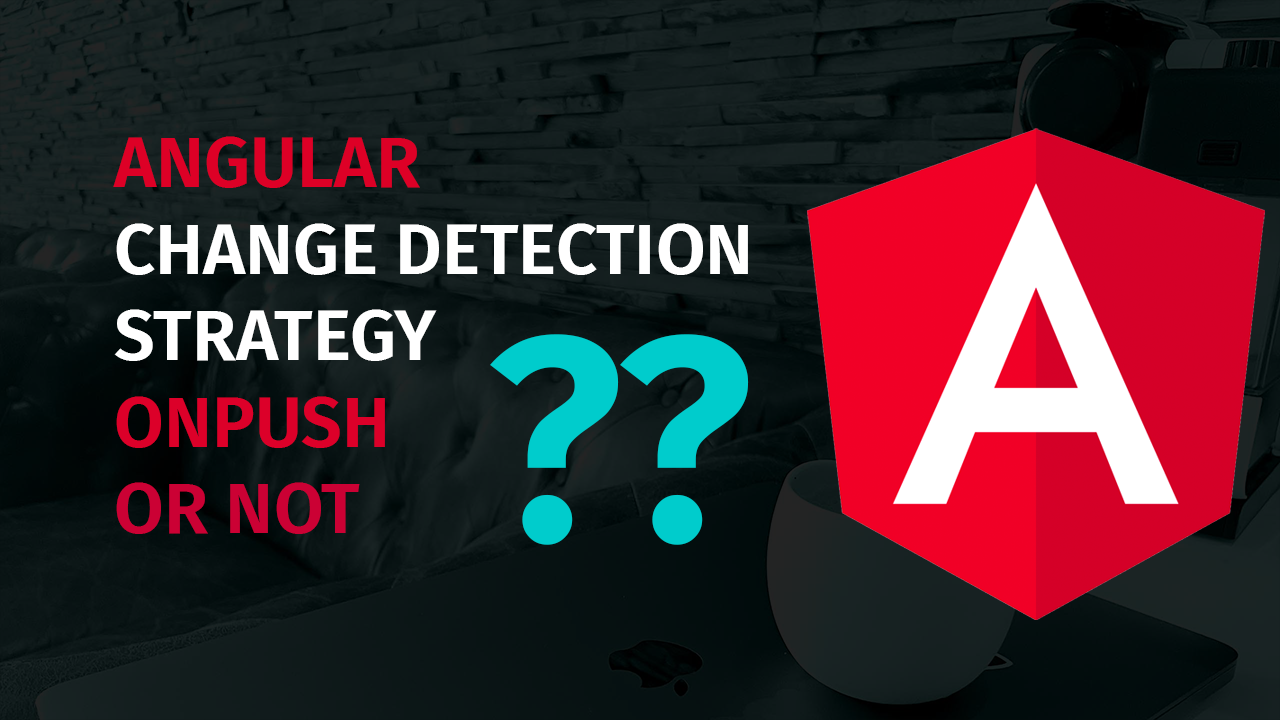 ANGULAR
CHANGE DETECTION
STRATEGY
ONPUSH
OR NOT
??
A